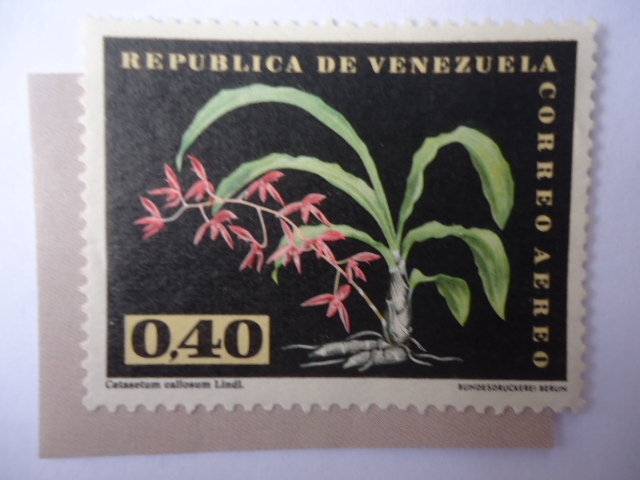 REPUBLICA DE VENEZUELA
CORREO AEREO
0,40
Catasetum callosum Lindl.
BUNDESDRUCKEREI BERLIN